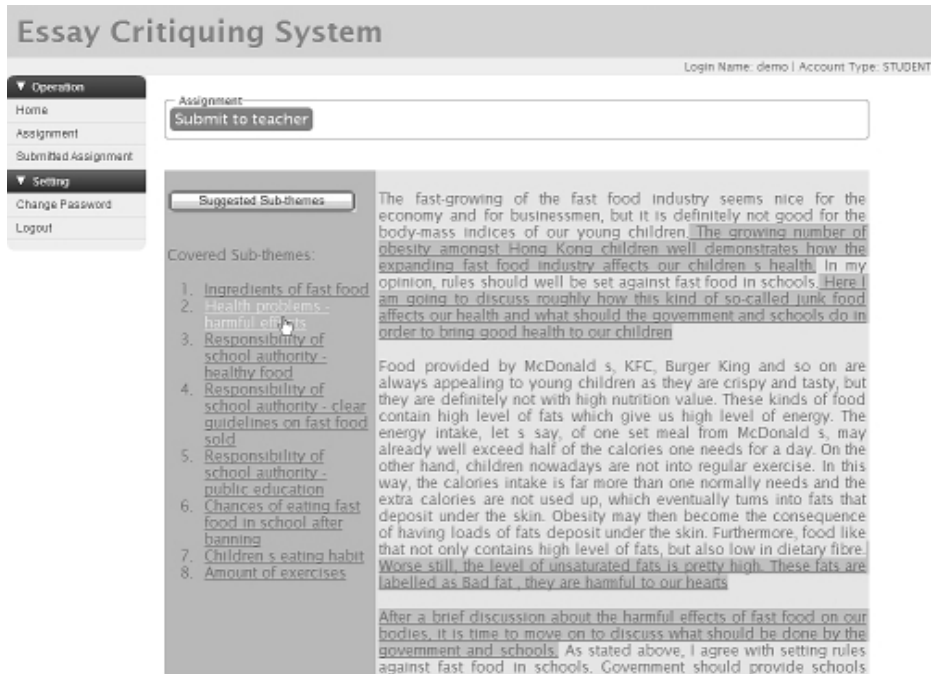 Essay Critiquing System
Login Name: demo | Account Type: STUDENT
▼ Operation
Home
Assignment
Submitted Assignment
▼ Setting
Change Password
Logout
Assignment
Submit to teacher
Suggested Sub-themes
Covered Sub-themes:
1. Ingredients of fast food
2. Health problems -
harmful effects
3. Responsibility of
school authority -
healthy food
4. Responsibility of
school authority - clear
guidelines on fast food
sold
5. Responsibility of
school authority -
public education
6. Chances of eating fast
food in school after
banning
7. Children s eating habit
8. Amount of exercises
The fast-growing of the fast food industry seems nice for the
economy and for businessmen, but it is definitely not good for the
body-mass indices of our young children. The growing number of
obesity amongst Hong Kong children well demonstrates how the
expanding fast food industry affects our children s health. In my
opinion, rules should well be set against fast food in schools. Here I
am going to discuss roughly how this kind of so-called junk food
affects our health and what should the government and schools do in
order to bring good health to our children
Food provided by McDonald s, KFC, Burger King and so on are
always appealing to young children as they are crispy and tasty, but
they are definitely not with high nutrition value. These kinds of food
contain high level of fats which give us high level of energy. The
energy intake, let s say, of one set meal from McDonald s, may
already well exceed half of the calories one needs for a day. On the
other hand, children nowadays are not into regular exercise. In this
way, the calories intake is far more than one normally needs and the
extra calories are not used up, which eventually turns into fats that
deposit under the skin. Obesity may then become the consequence
of having loads of fats deposit under the skin. Furthermore, food like
that not only contains high level of fats, but also low in dietary fibre.
Worse still, the level of unsaturated fats is pretty high. These fats are
labelled as Bad fat , they are harmful to our hearts
After a brief discussion about the harmful effects of fast food on our
bodies, it is time to move on to discuss what should be done by the
government and schools. As stated above, I agree with setting rules
against fast food in schools. Government should provide schools